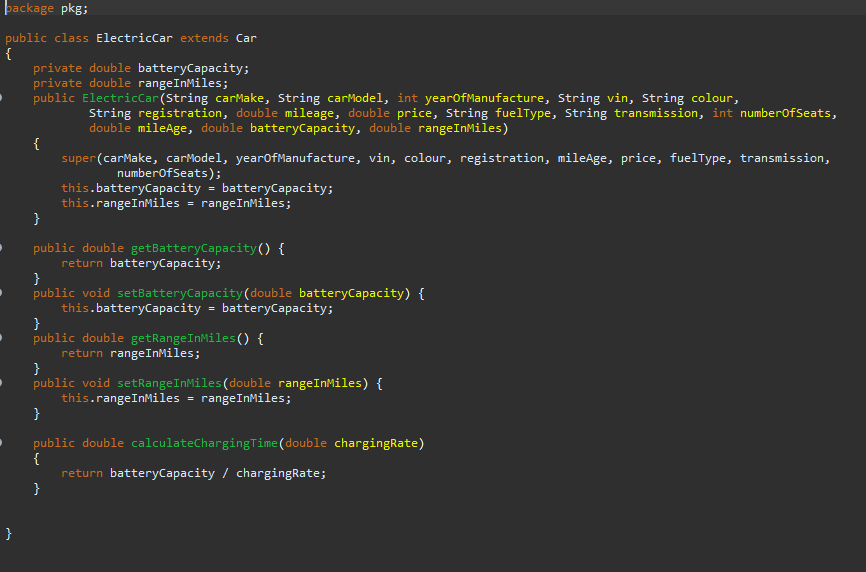 package pkg;
public class ElectricCar extends Car
{
    private double batteryCapacity;
    private double rangeInMiles;
    public ElectricCar(String carMake, String carModel, int yearOfManufacture, String vin, String colour,
            String registration, double mileage, double price, String fuelType, String transmission, int numberOfSeats,
            double mileAge, double batteryCapacity, double rangeInMiles)
    {
        super(carMake, carModel, yearOfManufacture, vin, colour, registration, mileAge, price, fuelType, transmission,
                numberOfSeats);
        this.batteryCapacity = batteryCapacity;
        this.rangeInMiles = rangeInMiles;
    }
    public double getBatteryCapacity() {
        return batteryCapacity;
    }
    public void setBatteryCapacity(double batteryCapacity) {
        this.batteryCapacity = batteryCapacity;
    }
    public double getRangeInMiles() {
        return rangeInMiles;
    }
    public void setRangeInMiles(double rangeInMiles) {
        this.rangeInMiles = rangeInMiles;
    }
    public double calculateChargingTime(double chargingRate)
    {
        return batteryCapacity / chargingRate;
    }
}